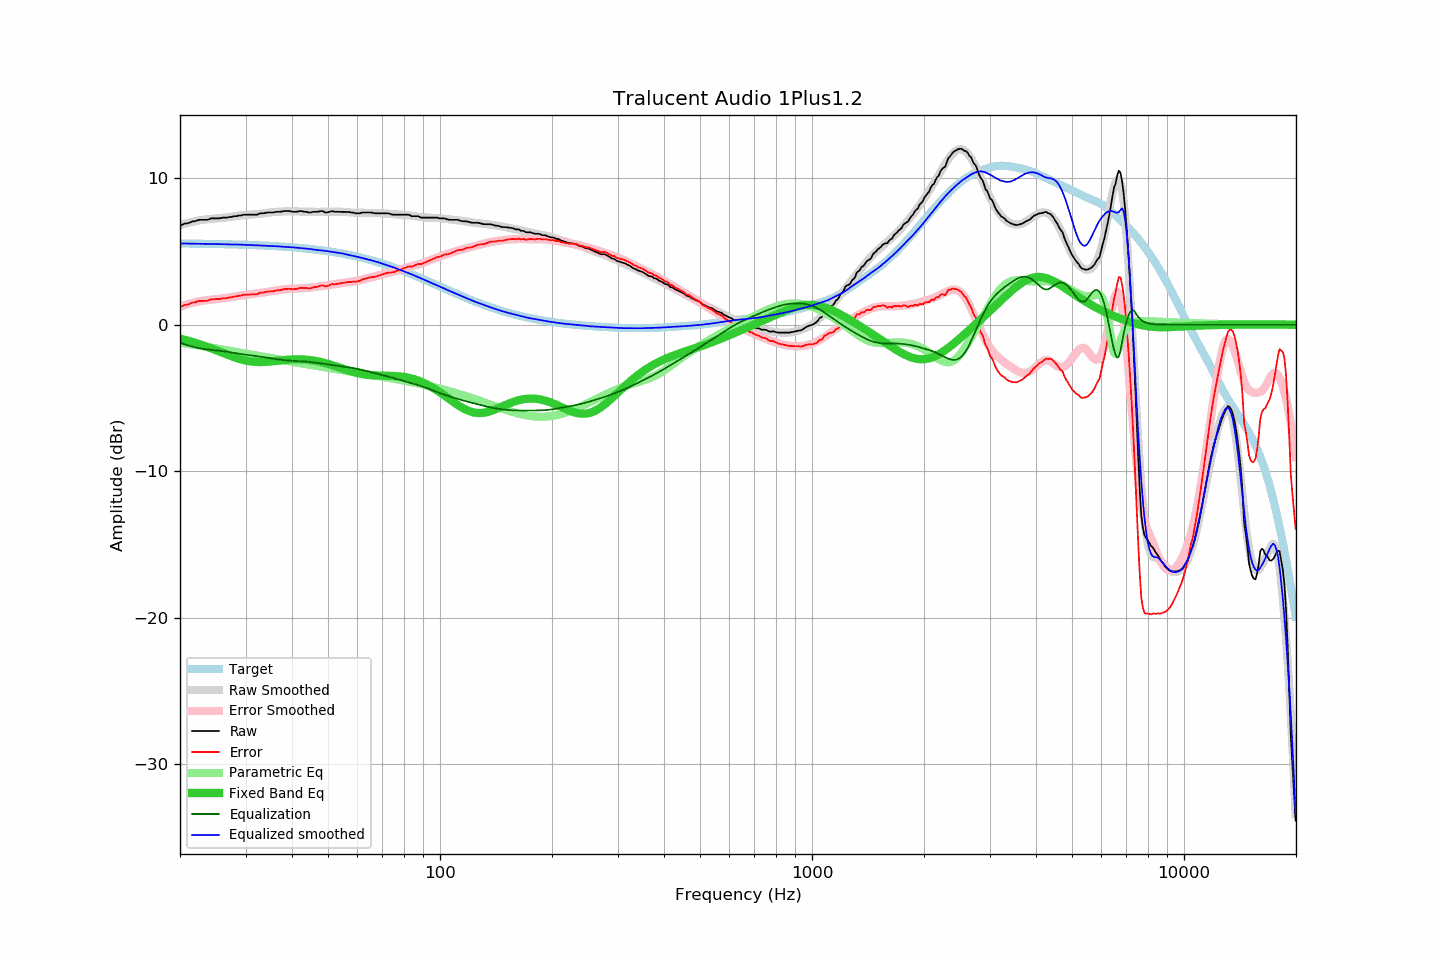 Tralucent Audio 1Plus1.2
10
0
−10
−20
−30
Amplitude (dBr)
Target
Raw Smoothed
Error Smoothed
Raw
Error
Parametric Eq
Fixed Band Eq
Equalization
Equalized smoothed
100
1000
10000
Frequency (Hz)